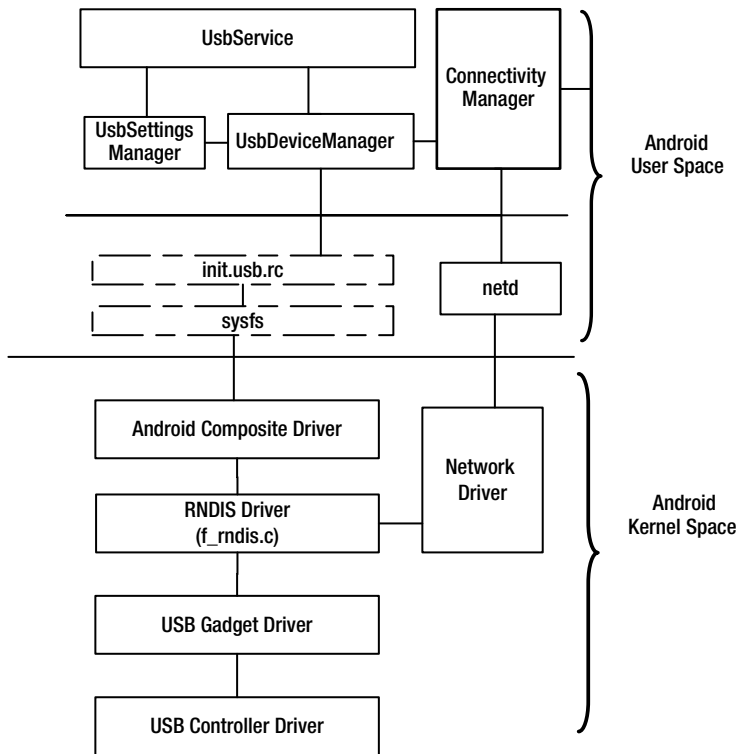 UsbService
Connectivity
Manager
UsbSettings
Manager
UsbDeviceManager
Android
User Space
init.usb.rc
netd
sysfs
Android Composite Driver
Network
Driver
RNDIS Driver
(f_rndis.c)
Android
Kernel Space
USB Gadget Driver
USB Controller Driver